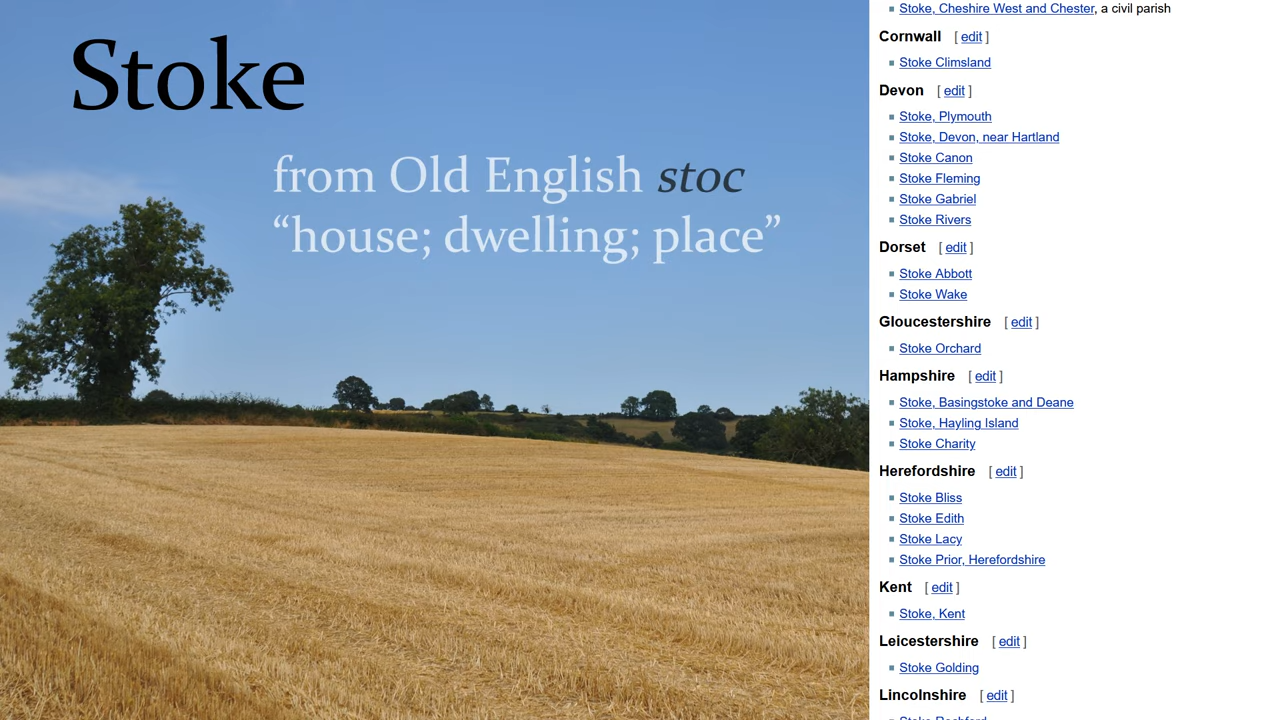 Stoke
from Old English stoc
“house; dwelling; place”
Stoke, Cheshire West and Chester, a civil parish
Cornwall [ edit ]
Stoke Climsland
Devon [ edit ]
Stoke, Plymouth
Stoke, Devon, near Hartland
Stoke Canon
Stoke Fleming
Stoke Gabriel
Stoke Rivers
Dorset [ edit ]
Stoke Abbott
Stoke Wake
Gloucestershire [ edit ]
Stoke Orchard
Hampshire [ edit ]
Stoke, Basingstoke and Deane
Stoke, Hayling Island
Stoke Charity
Herefordshire [ edit ]
Stoke Bliss
Stoke Edith
Stoke Lacy
Stoke Prior, Herefordshire
Kent [ edit ]
Stoke, Kent
Leicestershire [ edit ]
Stoke Golding
Lincolnshire [ edit ]